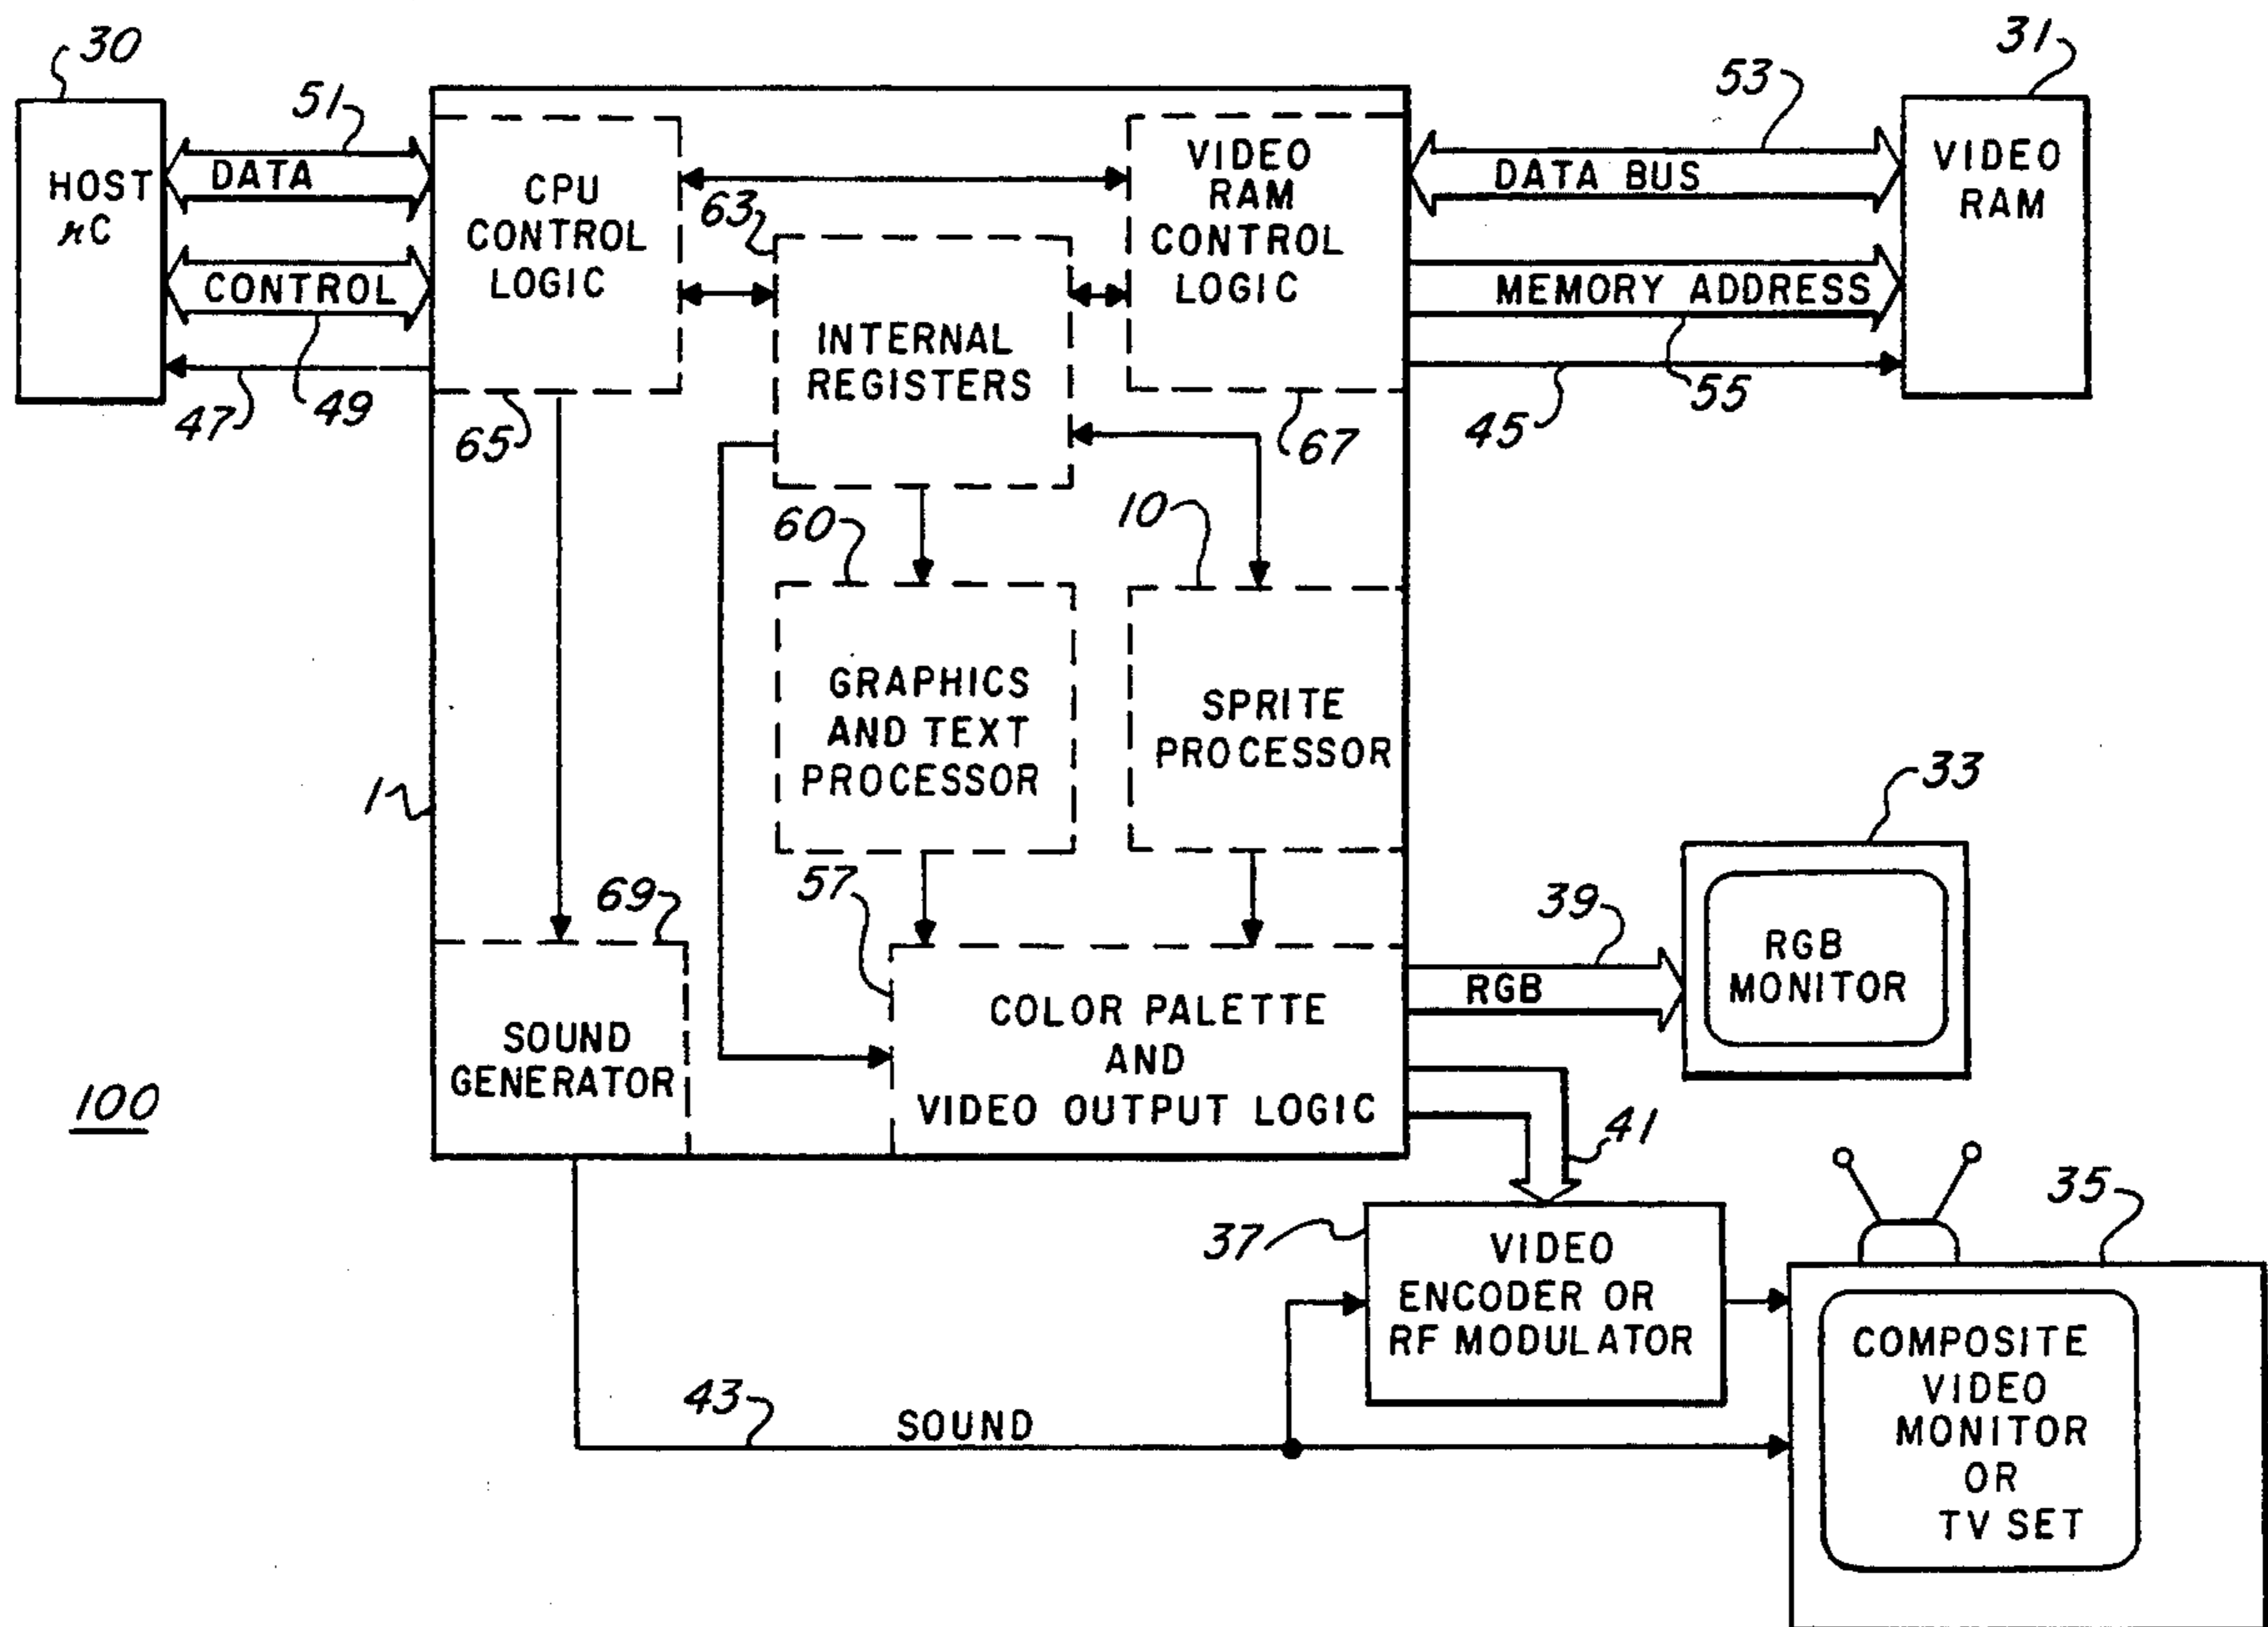 30
31
51
53
HOST
μC
DATA
CPU
CONTROL
LOGIC
63
VIDEO
RAM
CONTROL
LOGIC
DATA BUS
VIDEO
RAM
CONTROL
MEMORY ADDRESS
INTERNAL
REGISTERS
47
49
65
67
45
55
60
10
GRAPHICS
AND TEXT
PROCESSOR
SPRITE
PROCESSOR
1
33
57
69
39
RGB
MONITOR
RGB
SOUND
GENERATOR
COLOR PALETTE
AND
VIDEO OUTPUT LOGIC
100
41
35
37
VIDEO
ENCODER OR
RF MODULATOR
43
SOUND
COMPOSITE
VIDEO
MONITOR
OR
TV SET